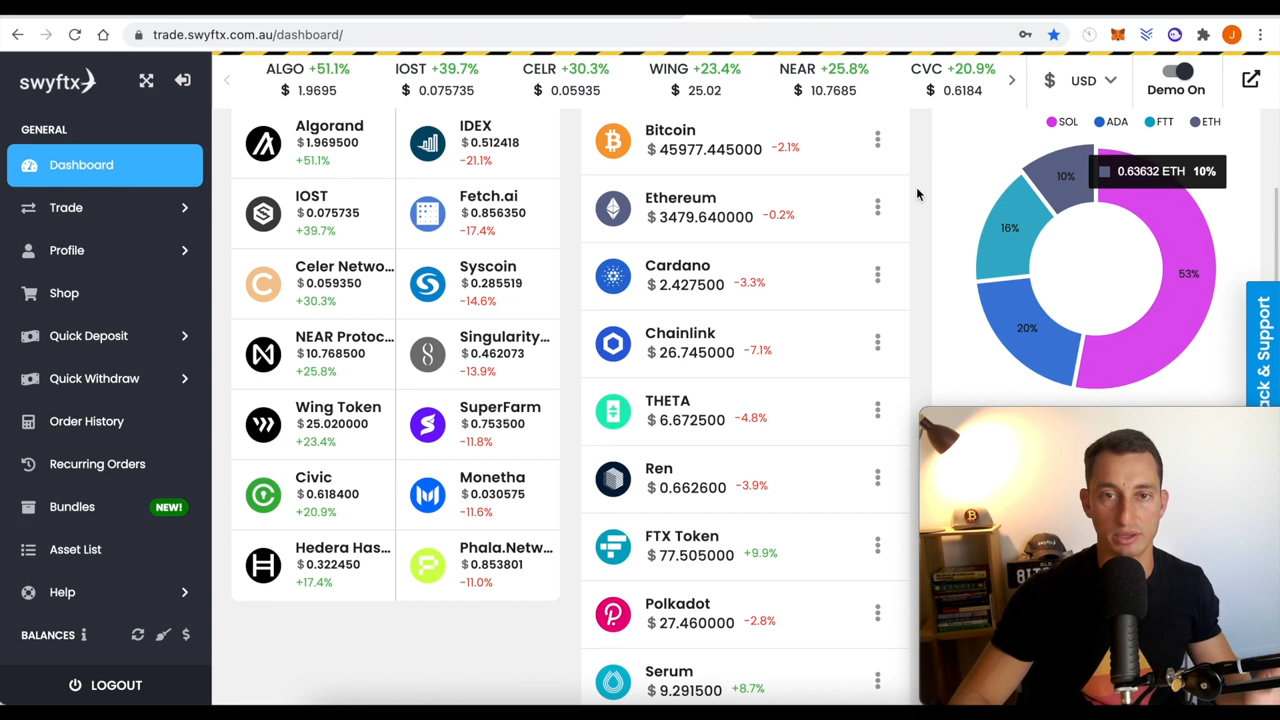 trade.swyftx.com.au/dashboard/
J
swyftx
ALGO +51.1%
$ 1.9695
IOST +39.7%
$ 0.075735
CELR +30.3%
$ 0.05935
WING +23.4%
$ 25.02
NEAR +25.8%
$ 10.7685
CVC +20.9%
$ 0.6184
$ USD
Demo On
GENERAL
Dashboard
Trade
Profile
Shop
Quick Deposit
Quick Withdraw
Order History
Recurring Orders
Bundles NEW!
Asset List
Help
BALANCES
LOGOUT
Algorand
$1.969500
+51.1%
IOST
$0.075735
+39.7%
Celer Netwo...
$0.059350
+30.3%
NEAR Protoc...
$10.768500
+25.8%
Wing Token
$25.020000
+23.4%
Civic
$0.618400
+20.9%
Hedera Has...
$0.322450
+17.4%
IDEX
$0.512418
-21.1%
Fetch.ai
$0.856350
-17.4%
Syscoin
$0.285519
-14.6%
Singularity...
$0.462073
-13.9%
SuperFarm
$0.753500
-11.8%
Monetha
$0.030575
-11.6%
Phala.Netw...
$0.853801
-11.0%
Bitcoin
$ 45977.445000 -2.1%
Ethereum
$ 3479.640000 -0.2%
Cardano
$ 2.427500 -3.3%
Chainlink
$ 26.745000 -7.1%
THETA
$ 6.672500 -4.8%
Ren
$ 0.662600 -3.9%
FTX Token
$ 77.505000 +9.9%
Polkadot
$ 27.460000 -2.8%
Serum
$ 9.291500 +8.7%
SOL ADA FTT ETH
0.63632 ETH 10%
10%
16%
53%
20%
ck & Support